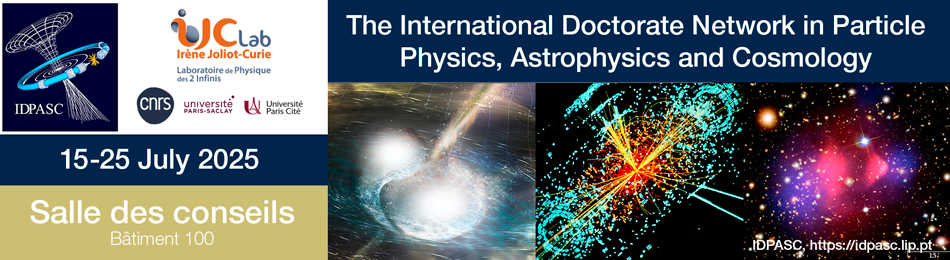 IDPASC
IJCLab
Irène Joliot-Curie
Laboratoire de Physique
des 2 Infinis
cnrs
université
PARIS-SACLAY
Université
Paris Cité
15-25 July 2025
Salle des conseils
Bâtiment 100
The International Doctorate Network in Particle
Physics, Astrophysics and Cosmology
IDPASC, https://idpasc.lip.pt